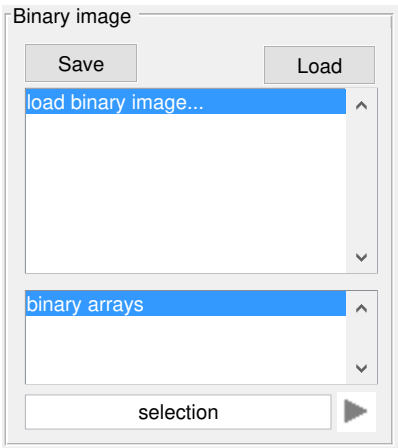 Binary image
Save Load
load binary image...
binary arrays
selection